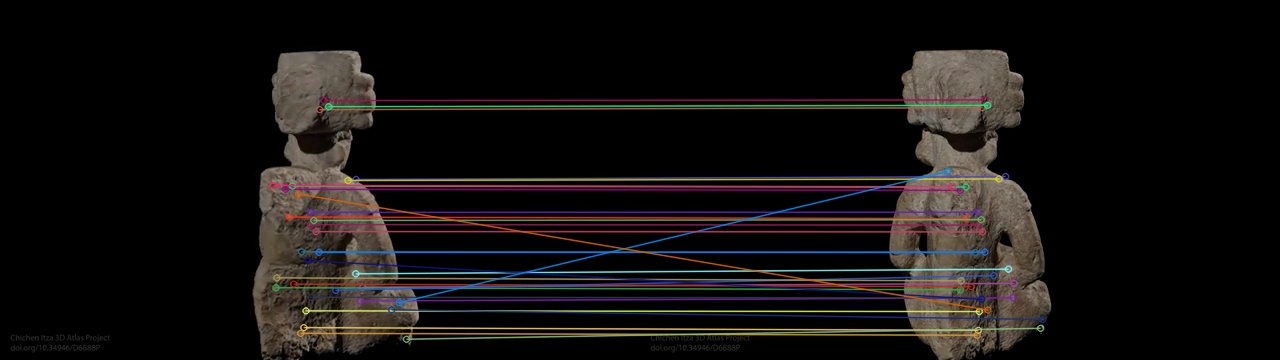 Chichen Itza 3D Atlas Project
doi.org/10.34946/D6B88P
Chichen Itza 3D Atlas Project
doi.org/10.34946/D6B88P